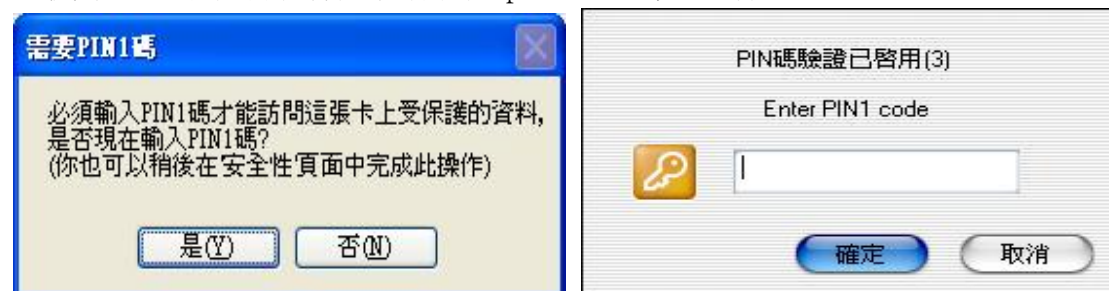 需要PIN1碼
必須輸入PIN1碼才能訪問這張卡上受保護的資料,
是否現在輸入PIN1碼?
(你也可以稍後在安全性頁面中完成此操作)
是(Y)
否(N)
PIN碼驗證已啓用(3)
Enter PIN1 code
確定
取消